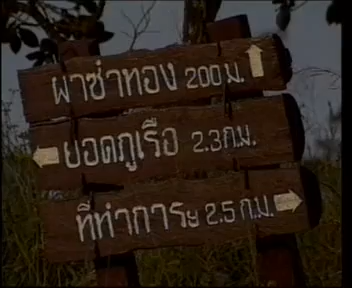 ผาซำทอง 200 ม.
ยอดภูเรือ 2.3 ก.ม.
ที่ทำการฯ 2.5 ก.ม.